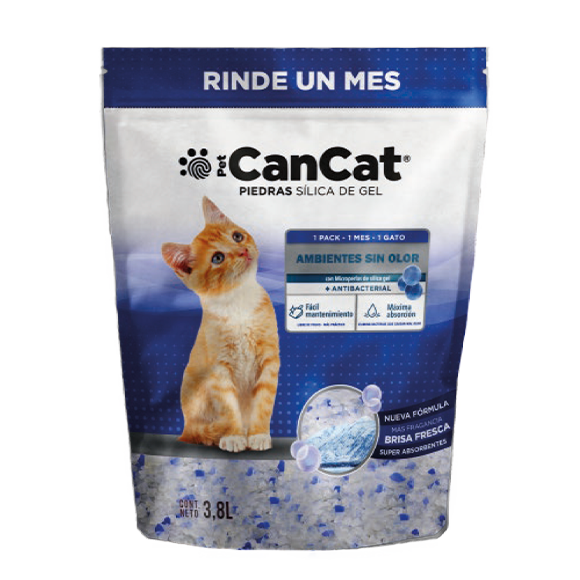 RINDE UN MES
Pet CanCat®
PIEDRAS SÍLICA DE GEL
1 PACK - 1 MES - 1 GATO
AMBIENTES SIN OLOR
con Microperlas de sílica gel
+ ANTIBACTERIAL
Fácil
mantenimiento
Máxima
absorción
NUEVA FÓRMULA
MÁS FRAGANCIA
BRISA FRESCA
SUPER ABSORBENTES
CONT.
NETO 3,8L